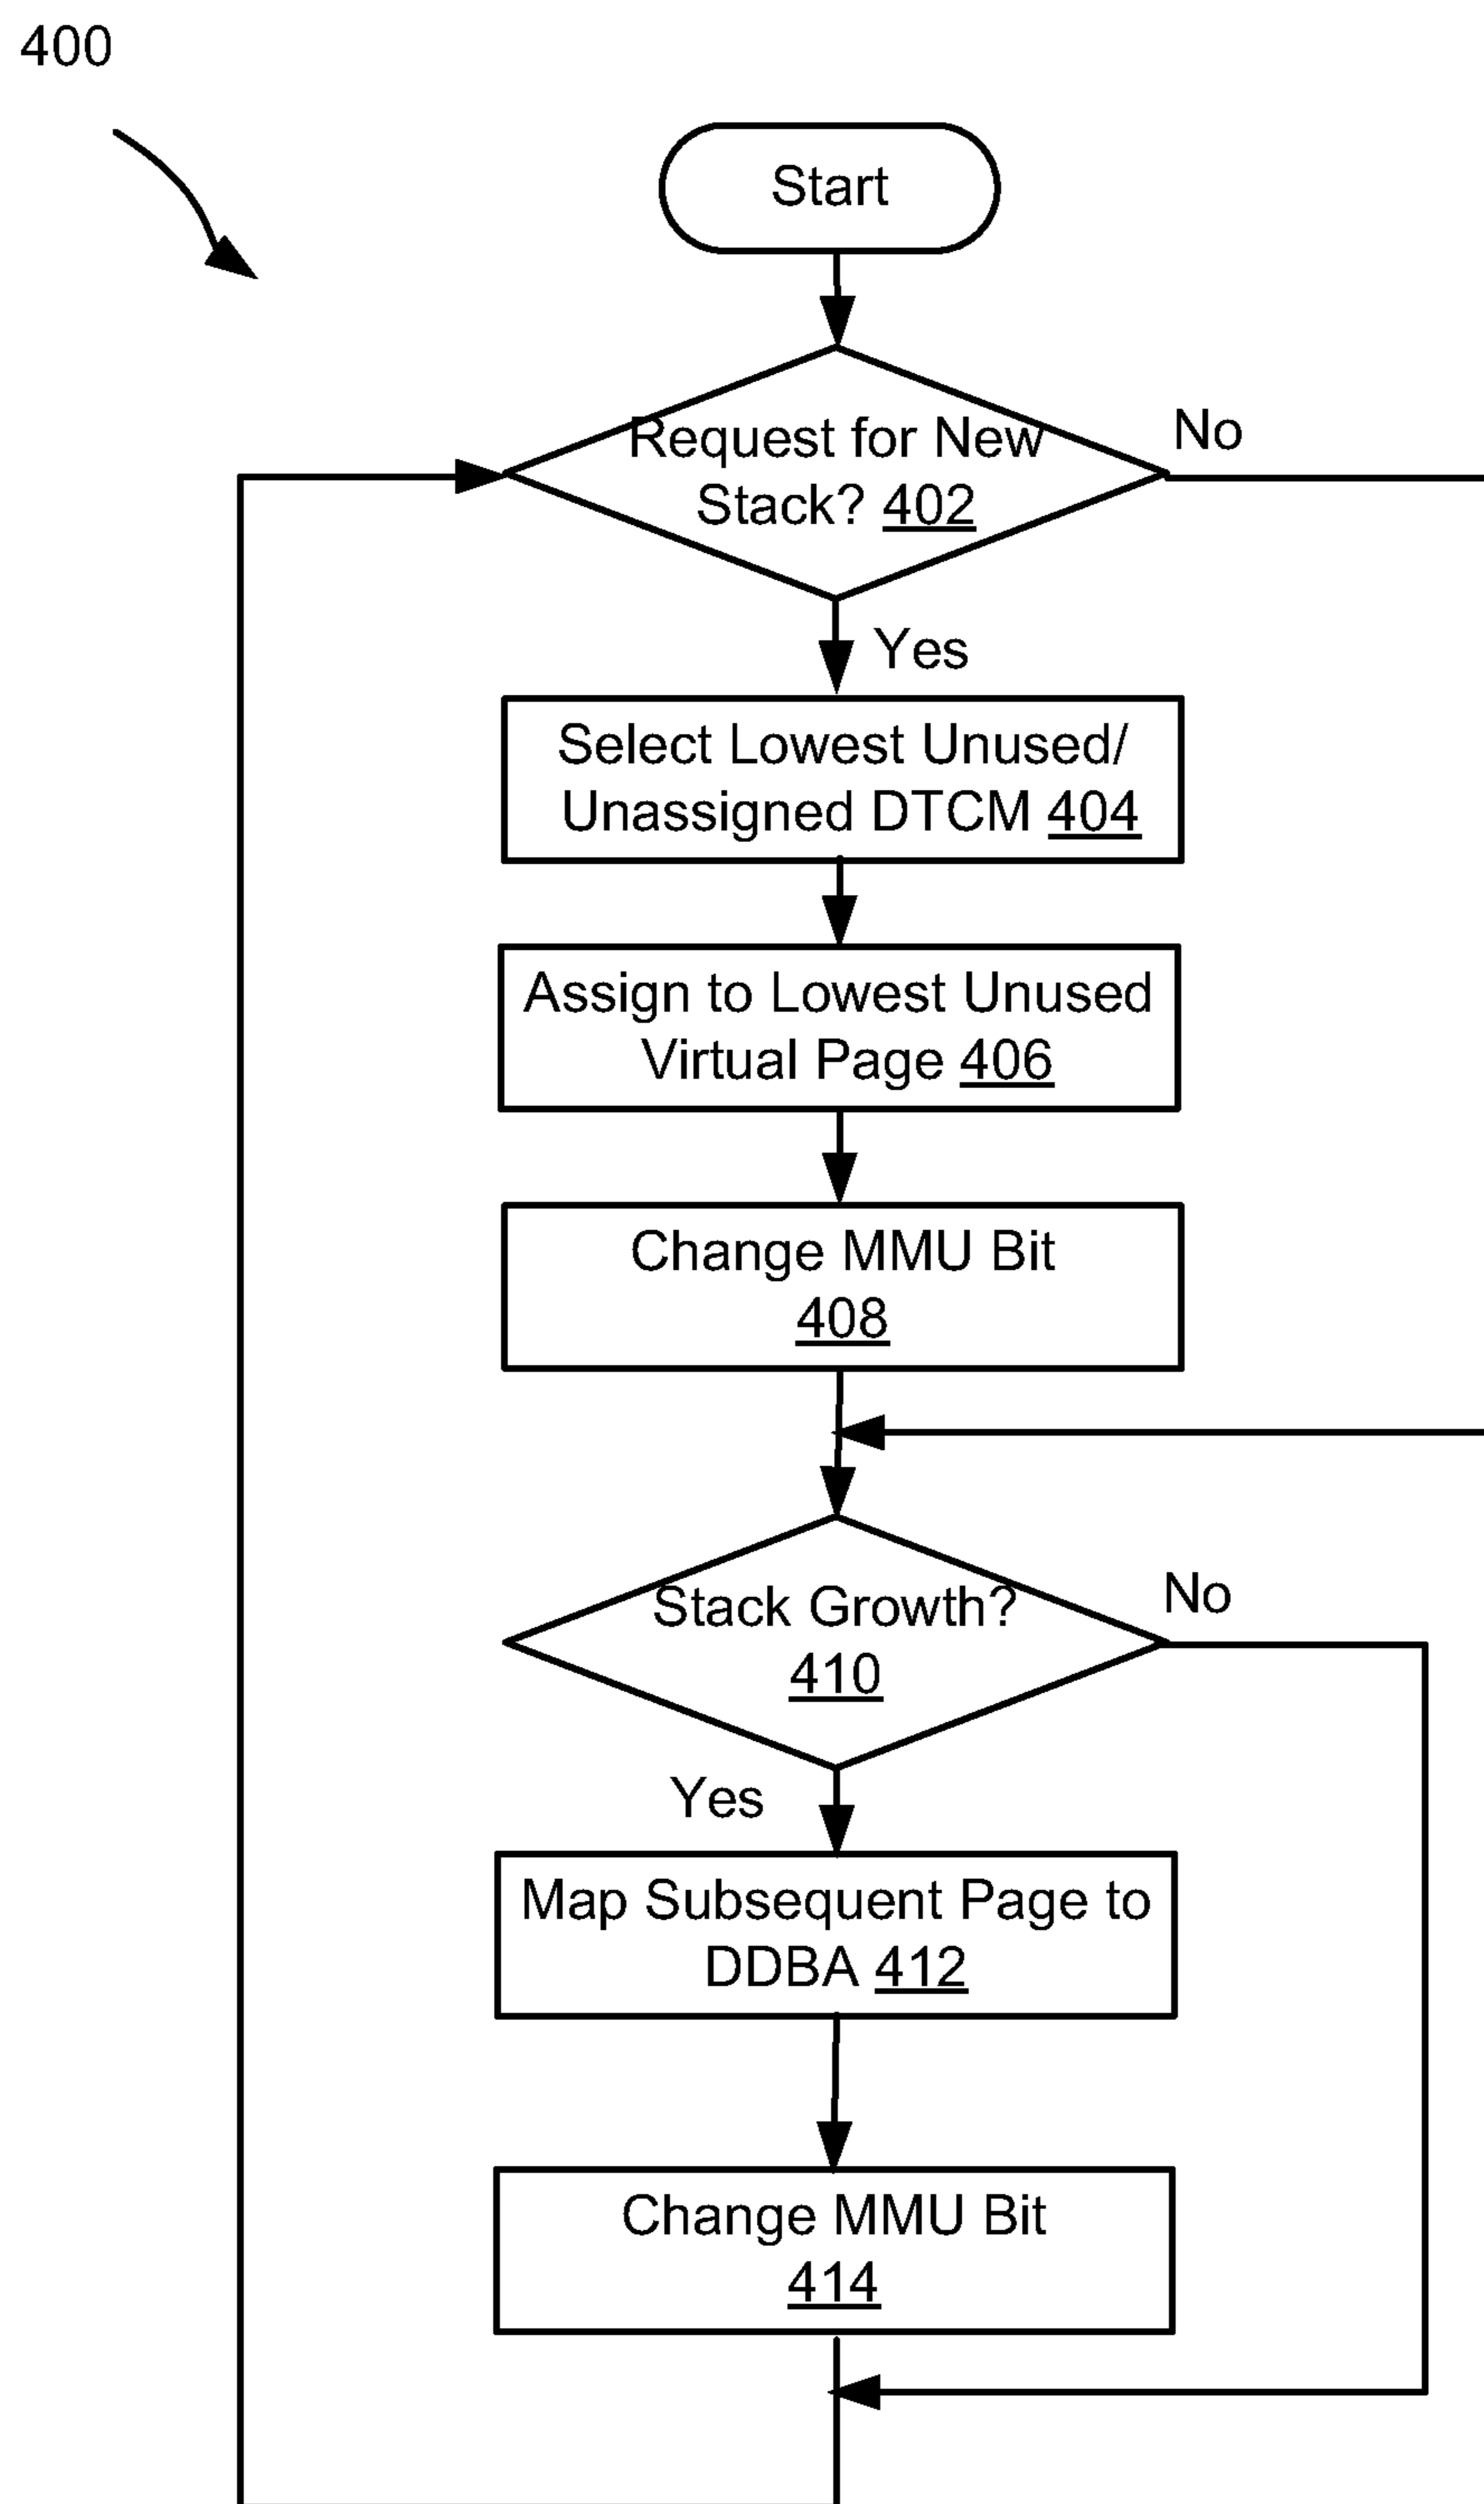 400
Start
Request for New
Stack? 402
No
Yes
Select Lowest Unused/
Unassigned DTCM 404
Assign to Lowest Unused
Virtual Page 406
Change MMU Bit
408
Stack Growth?
410
No
Yes
Map Subsequent Page to
DDBA 412
Change MMU Bit
414